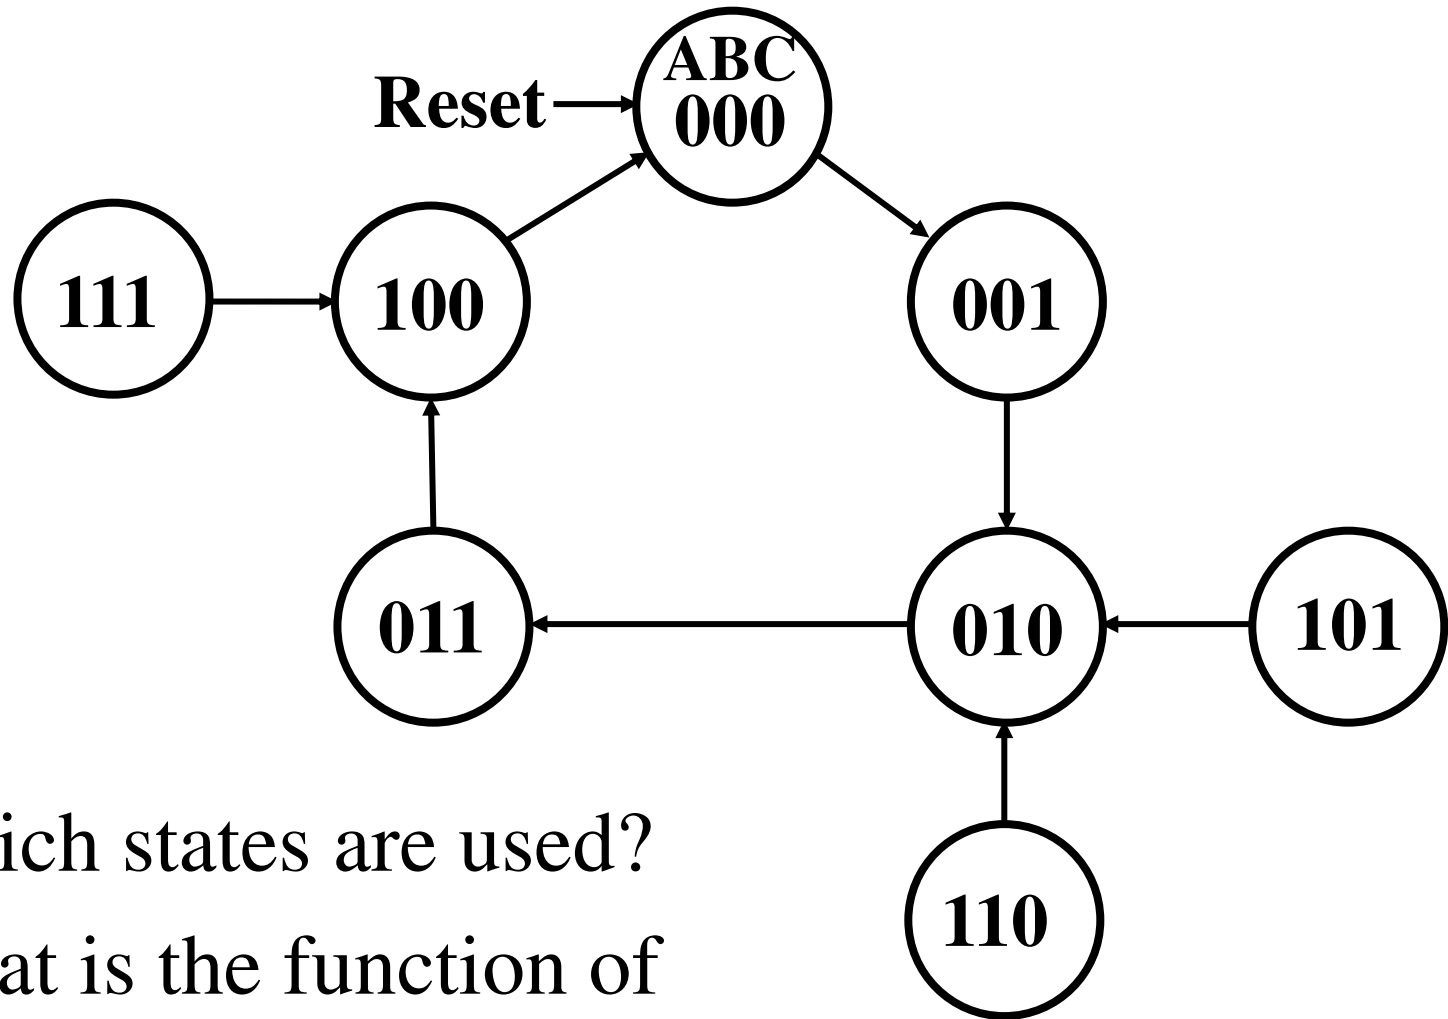 ABC
Reset 000
111 100 001
011 010 101
ich states are used?
110
at is the function of